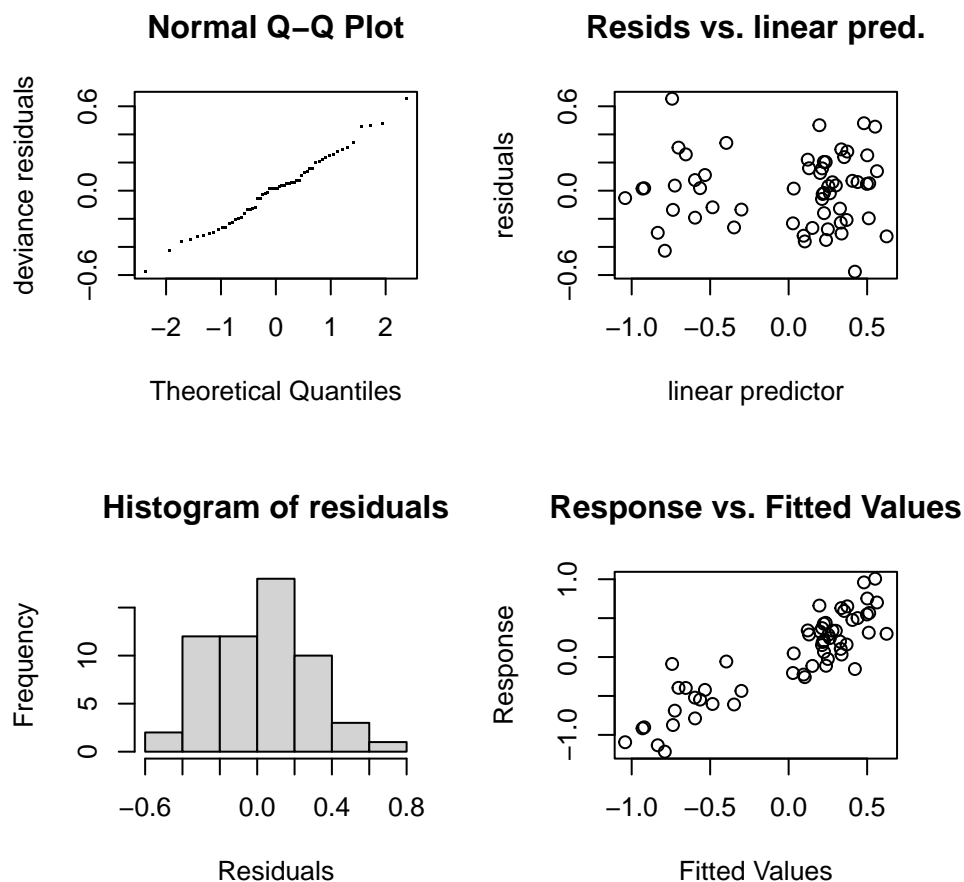 Normal Q−Q Plot
deviance residuals
−0.6 0.0 0.6
−2 −1 0 1 2
Theoretical Quantiles
Resids vs. linear pred.
residuals
−0.6 0.0 0.6
−1.0 −0.5 0.0 0.5
linear predictor
Histogram of residuals
Frequency
0 5 10
−0.6 0.0 0.4 0.8
Residuals
Response vs. Fitted Values
Response
−1.0 0.0 1.0
−1.0 −0.5 0.0 0.5
Fitted Values